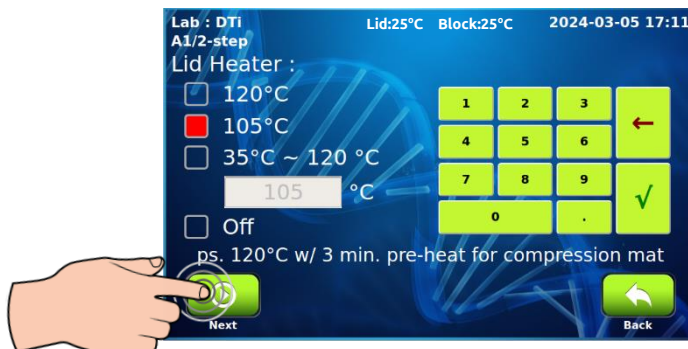 Lab : DTi Lid:25°C Block:25°C 2024-03-05 17:11
A1/2-step
Lid Heater :
120°C
105°C
35°C ~ 120 °C
105 °C
Off
1 2 3 ←
4 5 6
7 8 9 √
0 .
ps. 120°C w/ 3 min. pre-heat for compression mat
Next Back